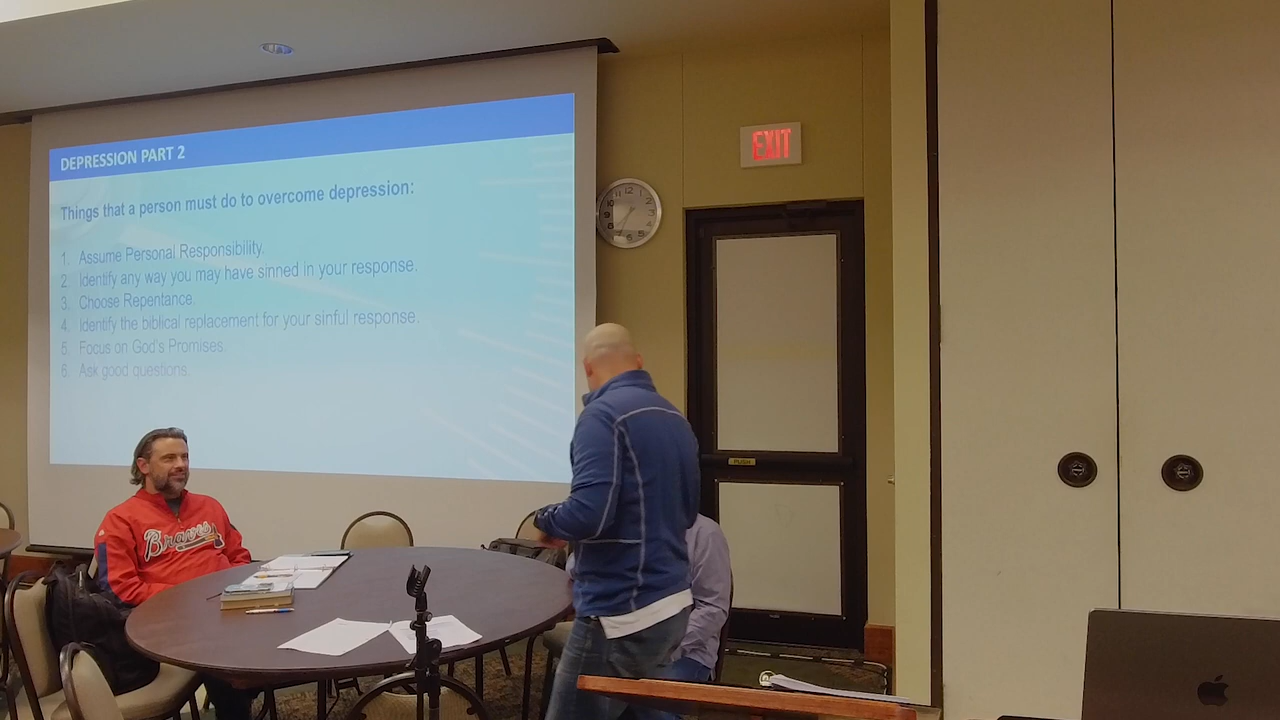 DEPRESSION PART 2
Things that a person must do to overcome depression:
1. Assume Personal Responsibility.
2. Identify any way you may have sinned in your response.
3. Choose Repentance.
4. Identify the biblical replacement for your sinful response.
5. Focus on God's Promises.
6. Ask good questions.
EXIT
PUSH
Braves